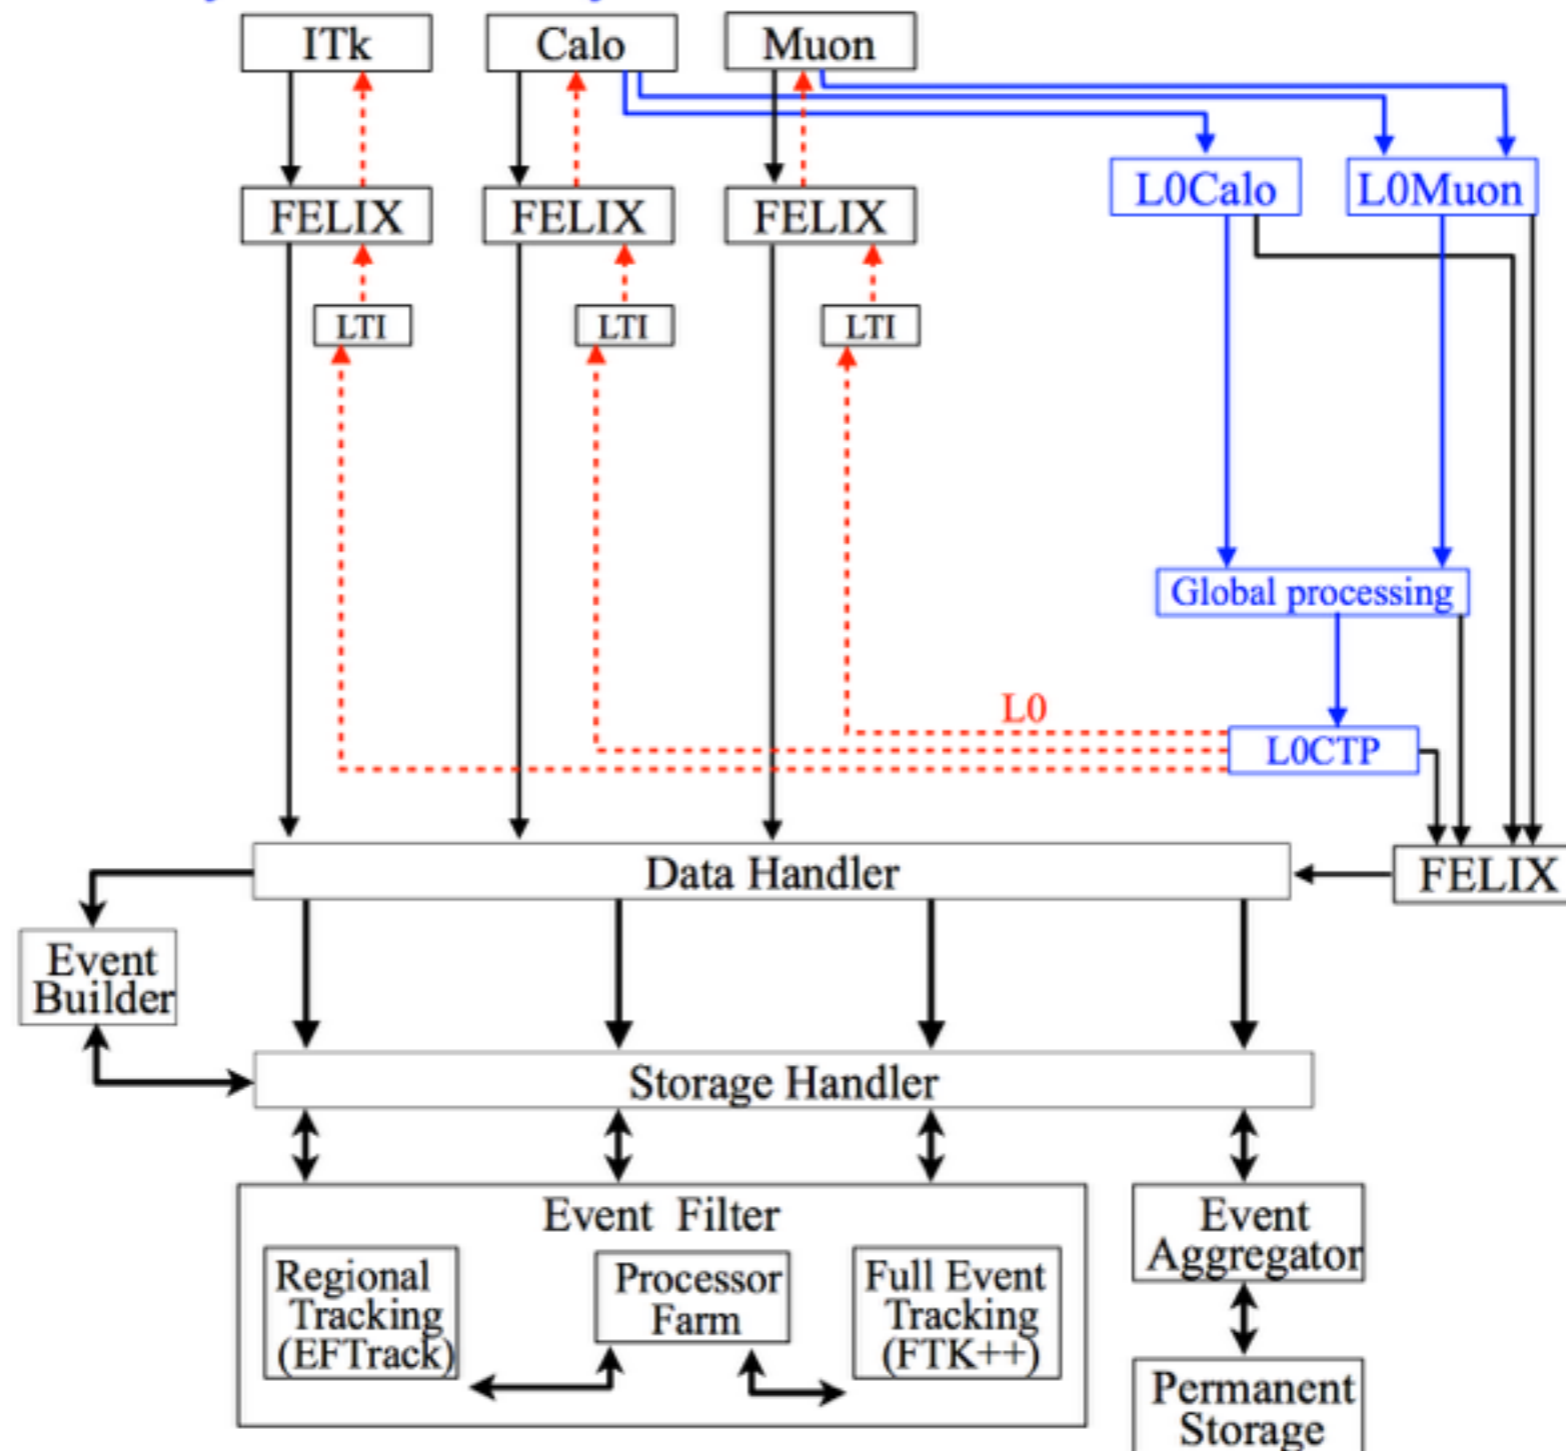 ITk
Calo
Muon
FELIX
FELIX
FELIX
L0Calo
L0Muon
LTI
LTI
LTI
Global processing
L0
L0CTP
Data Handler
FELIX
Event
Builder
Storage Handler
Event Filter
Regional
Tracking
(EFTrack)
Processor
Farm
Full Event
Tracking
(FTK++)
Event
Aggregator
Permanent
Storage